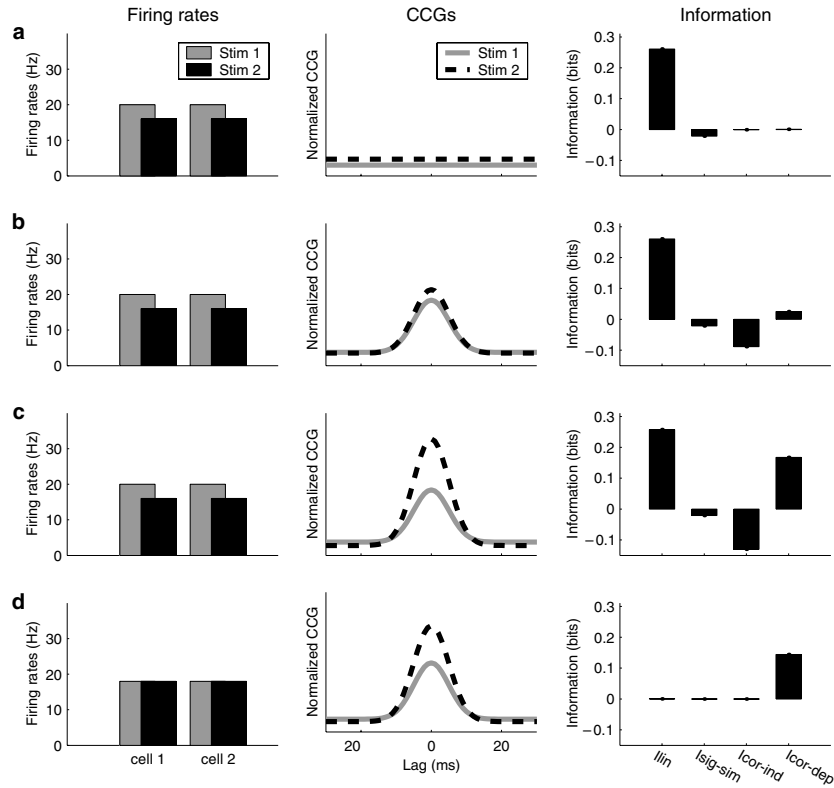 Firing rates
CCGs
Information
a
Firing rates (Hz)
40
30
20
10
0
Stim 1
Stim 2
Normalized CCG
Stim 1
Stim 2
Information (bits)
0.3
0.2
0.1
0
−0.1
b
Firing rates (Hz)
30
20
10
0
Normalized CCG
Information (bits)
0.3
0.2
0.1
0
−0.1
c
Firing rates (Hz)
30
20
10
0
Normalized CCG
Information (bits)
0.3
0.2
0.1
0
−0.1
d
Firing rates (Hz)
30
20
10
0
cell 1
cell 2
Normalized CCG
20
0
20
Lag (ms)
Information (bits)
0.3
0.2
0.1
0
−0.1
Ilin
Isig-sim
Icor-ind
Icor-dep